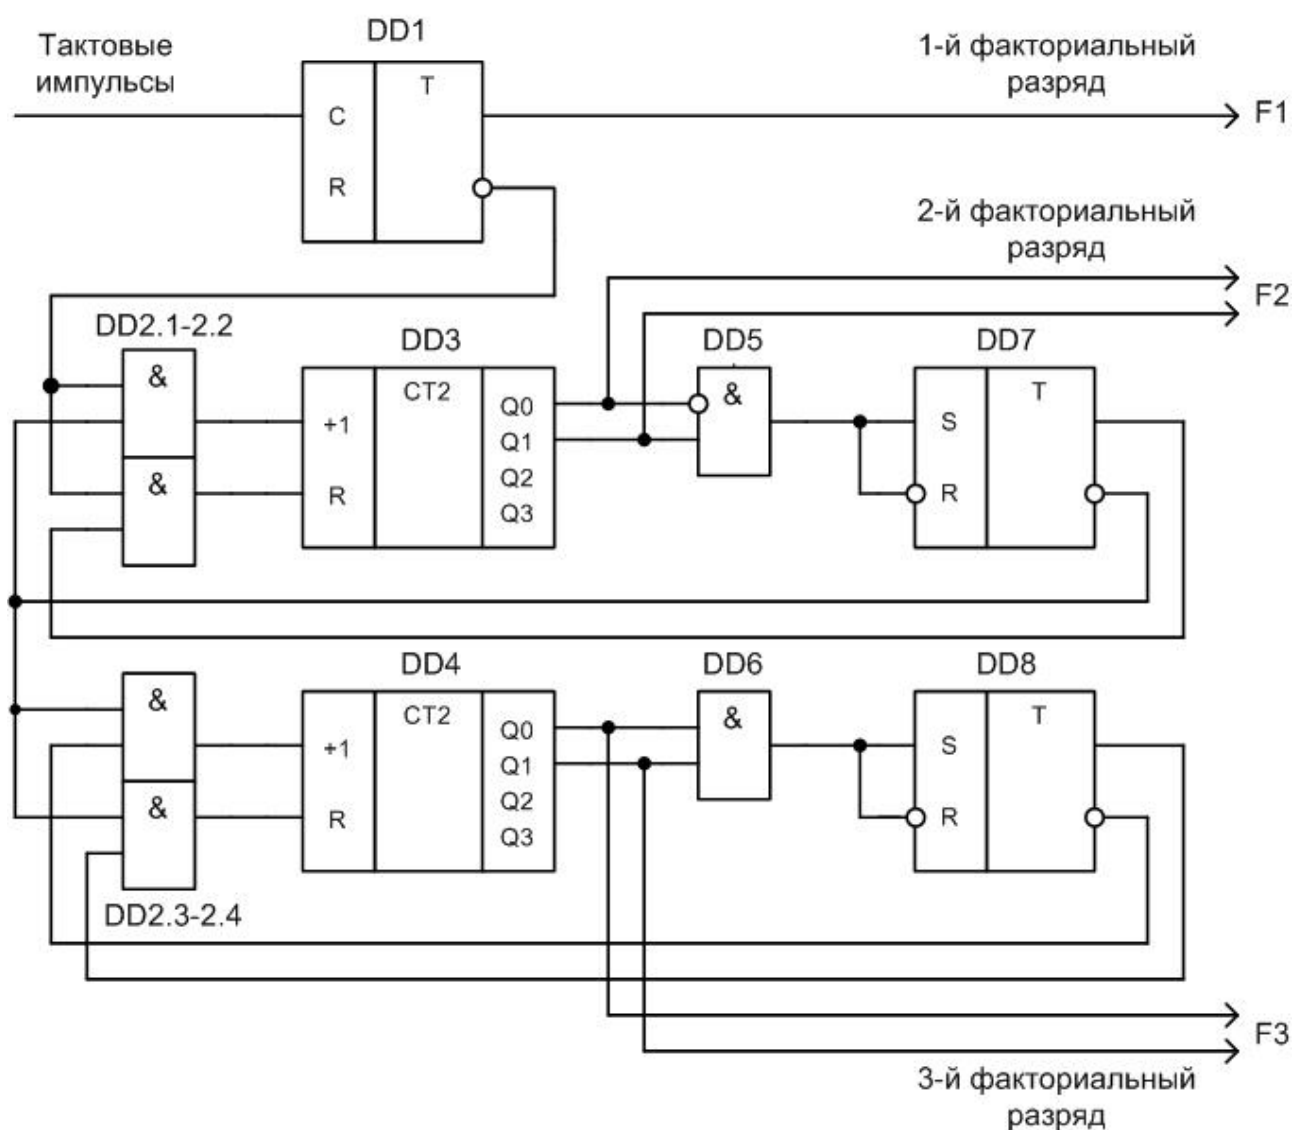 DD1
Тактовые
импульсы
T
C
R
1-й факториальный
разряд
F1
2-й факториальный
разряд
F2
DD2.1-2.2
&
&
DD3
CT2
+1
R
Q0
Q1
Q2
Q3
DD5
&
DD7
T
S
R
DD4
CT2
+1
R
Q0
Q1
Q2
Q3
&
&
DD2.3-2.4
DD6
&
DD8
T
S
R
F3
3-й факториальный
разряд